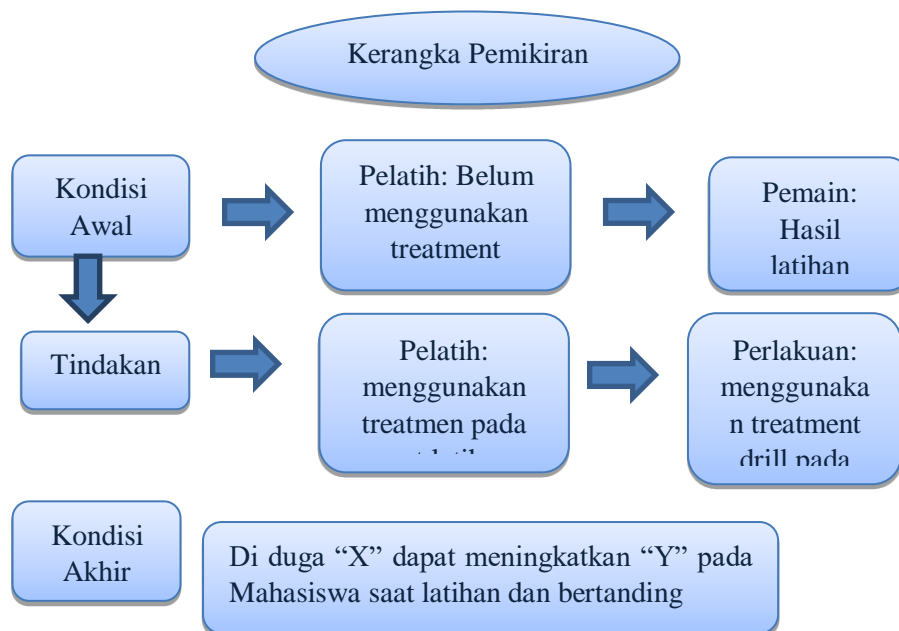 Kerangka Pemikiran
Kondisi
Awal
Pelatih: Belum
menggunakan
treatment
Pemain:
Hasil
latihan
Tindakan
Pelatih:
menggunakan
treatmen pada
Perlakuan:
menggunaka
n treatment
drill pada
Kondisi
Akhir
Di duga “X” dapat meningkatkan “Y” pada
Mahasiswa saat latihan dan bertanding